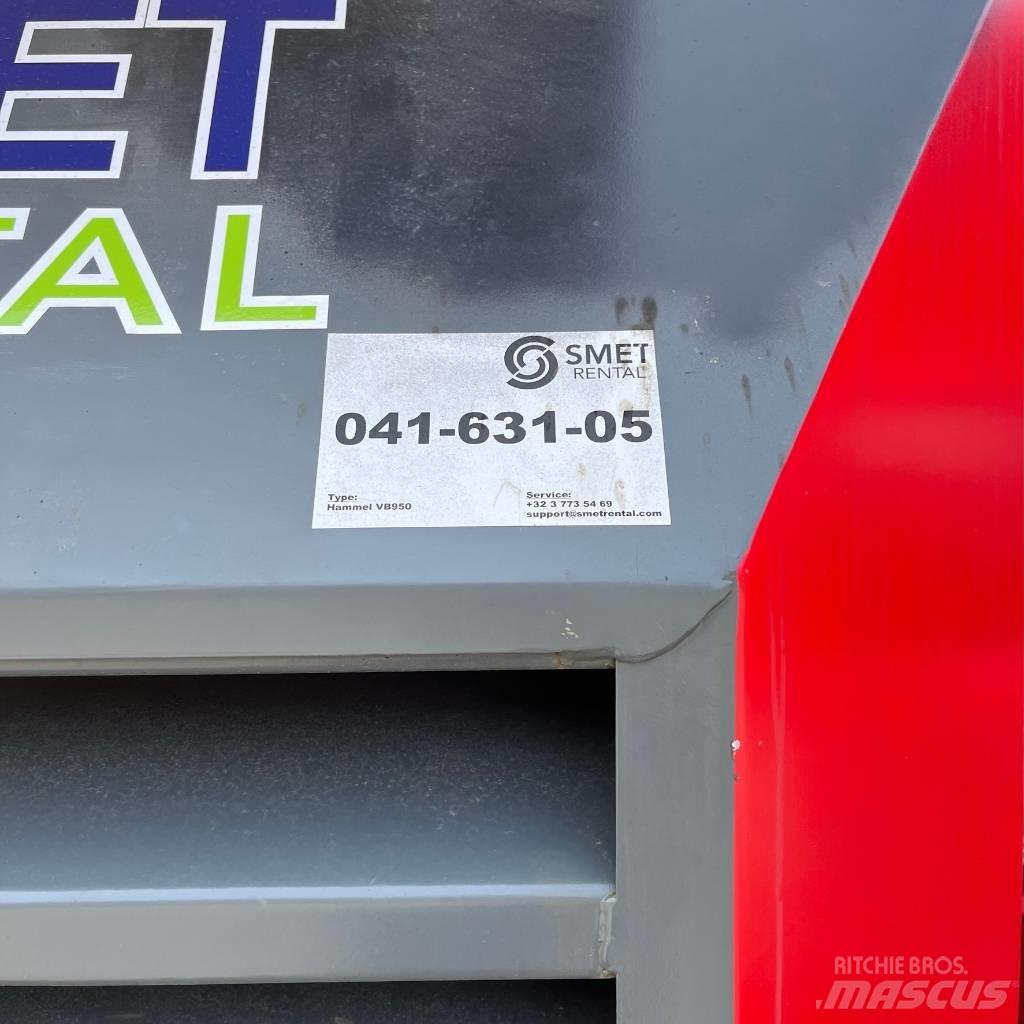 ET
TAL
SMET
RENTAL
041-631-05
Type:
Hammel VB950
Service:
+32 3 773 54 69
support@smetrental.com
RITCHIE BROS.
MASCUS